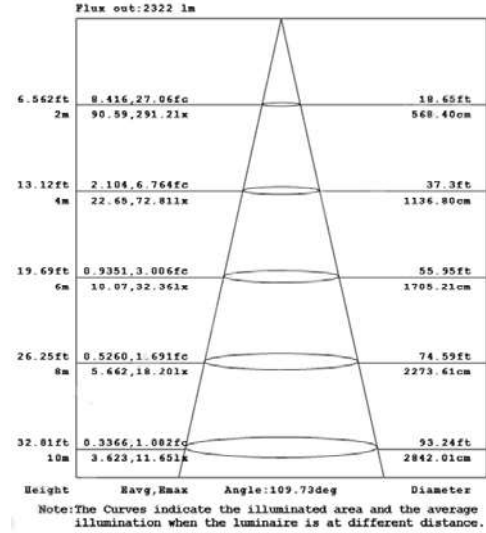 Flux out:2322 lm
6.562ft 8.416,27.06fc 18.65ft
2m 90.59,291.2lx 568.40cm
13.12ft 2.104,6.764fc 37.3ft
4m 22.65,72.81lx 1136.80cm
19.69ft 0.9351,3.006fc 55.95ft
6m 10.07,32.36lx 1705.21cm
26.25ft 0.5260,1.691fc 74.59ft
8m 5.662,18.20lx 2273.61cm
32.81ft 0.3366,1.082fc 93.24ft
10m 3.623,11.65lx 2842.01cm
Height Eavg,Emax Angle:109.73deg Diameter
Note:The Curves indicate the illuminated area and the average
illumination when the luminaire is at different distance.